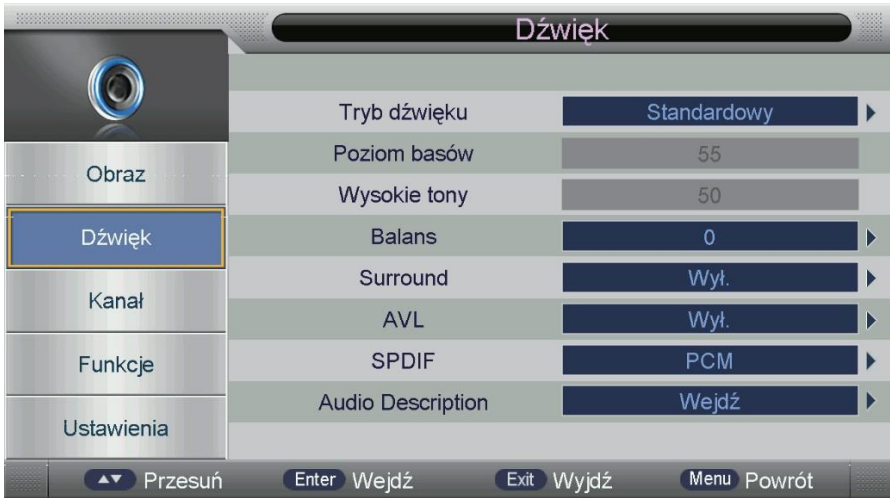 Dźwięk
Obraz
Dźwięk
Kanał
Funkcje
Ustawienia
Tryb dźwięku Standardowy
Poziom basów 55
Wysokie tony 50
Balans 0
Surround Wył.
AVL Wył.
SPDIF PCM
Audio Description Wejdź
Przesuń Enter Wejdź Exit Wyjdź Menu Powrót